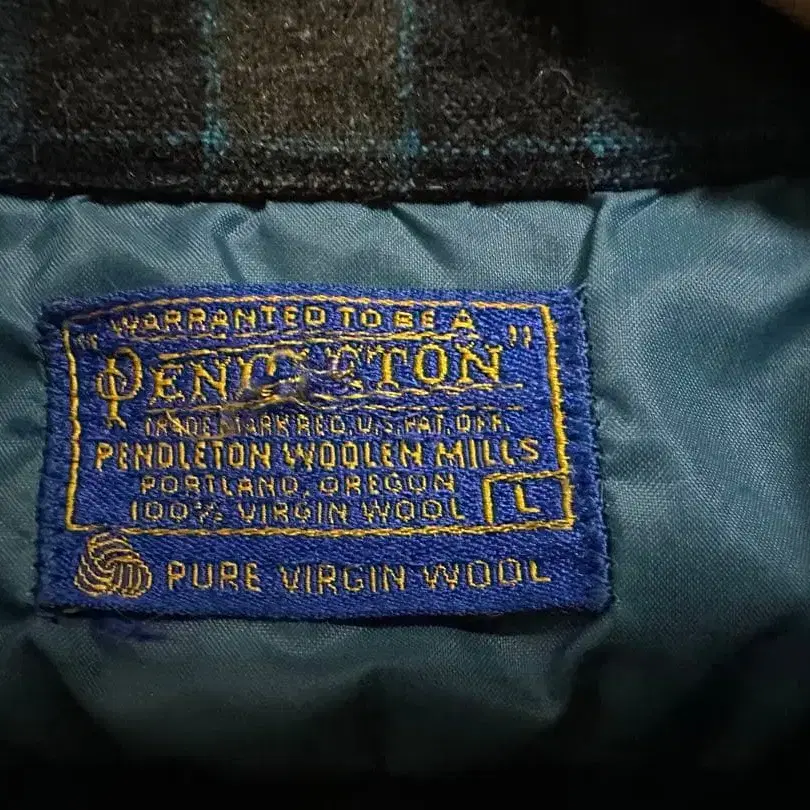 "WARRANTED TO BE A
PENDLETON"
TRADE MARK REG. U.S. PAT. OFF.
PENDLETON WOOLEN MILLS
PORTLAND, OREGON
100% VIRGIN WOOL L
PURE VIRGIN WOOL